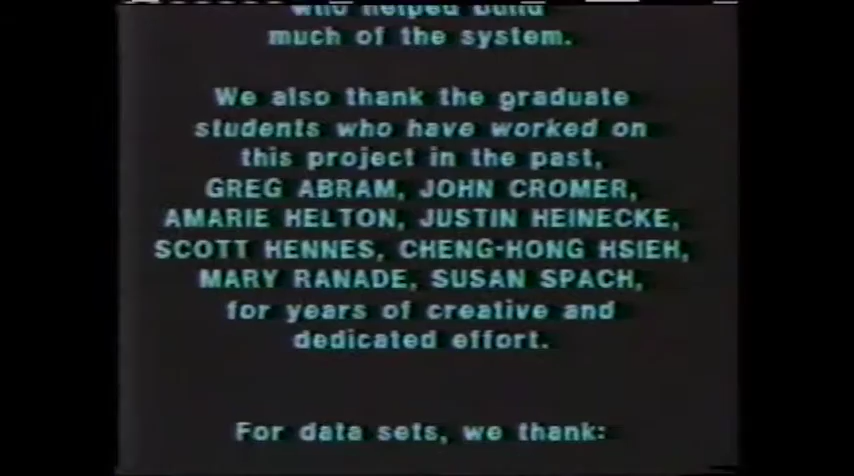 who helped build
much of the system.
We also thank the graduate
students who have worked on
this project in the past,
GREG ABRAM, JOHN CROMER,
AMARIE HELTON, JUSTIN HEINECKE,
SCOTT HENNES, CHENG-HONG HSIEH,
MARY RANADE, SUSAN SPACH,
for years of creative and
dedicated effort.
For data sets, we thank: